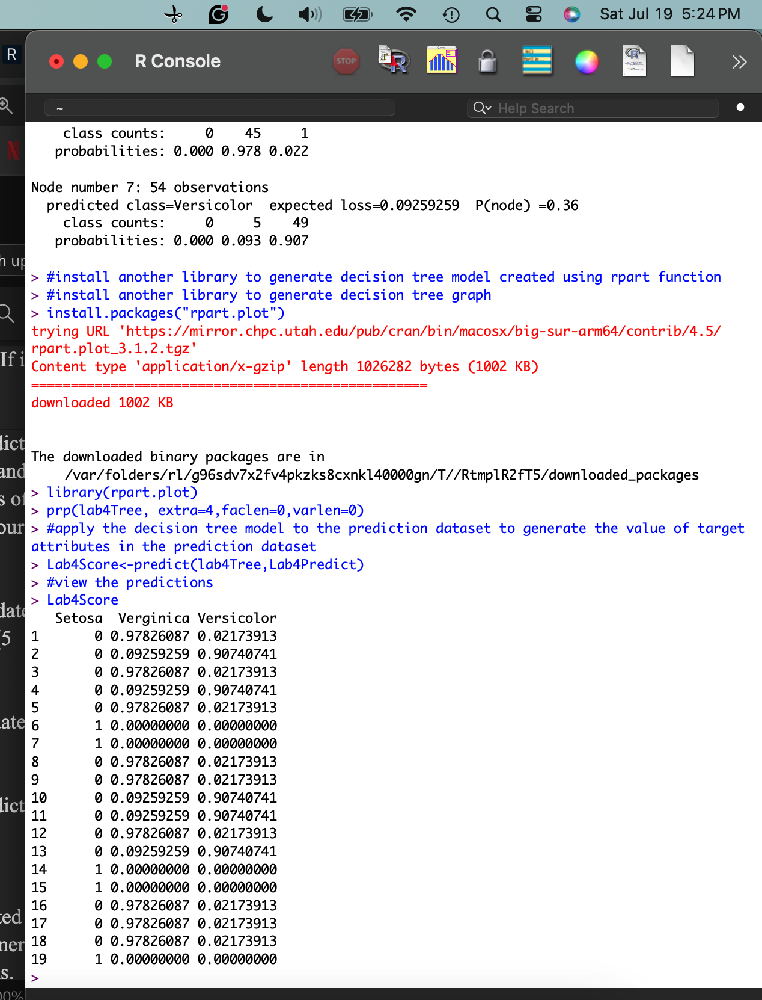 Sat Jul 19 5:24 PM
R
R Console
STOP
~
Help Search
class counts: 0 45 1
probabilities: 0.000 0.978 0.022
Node number 7: 54 observations
predicted class=Versicolor expected loss=0.09259259 P(node) =0.36
class counts: 0 5 49
probabilities: 0.000 0.093 0.907
> #install another library to generate decision tree model created using rpart function
> #install another library to generate decision tree graph
> install.packages("rpart.plot")
trying URL 'https://mirror.chpc.utah.edu/pub/cran/bin/macosx/big-sur-arm64/contrib/4.5/
rpart.plot_3.1.2.tgz'
Content type 'application/x-gzip' length 1026282 bytes (1002 KB)
==================================================
downloaded 1002 KB
The downloaded binary packages are in
/var/folders/rl/g96sdv7x2fv4pkzks8cxnkl40000gn/T//RtmplR2fT5/downloaded_packages
> library(rpart.plot)
> prp(lab4Tree, extra=4,faclen=0,varlen=0)
> #apply the decision tree model to the prediction dataset to generate the value of target
attributes in the prediction dataset
> Lab4Score<-predict(lab4Tree,Lab4Predict)
> #view the predictions
> Lab4Score
Setosa Verginica Versicolor
1 0 0.97826087 0.02173913
2 0 0.09259259 0.90740741
3 0 0.97826087 0.02173913
4 0 0.09259259 0.90740741
5 0 0.97826087 0.02173913
6 1 0.00000000 0.00000000
7 1 0.00000000 0.00000000
8 0 0.97826087 0.02173913
9 0 0.97826087 0.02173913
10 0 0.09259259 0.90740741
11 0 0.09259259 0.90740741
12 0 0.97826087 0.02173913
13 0 0.09259259 0.90740741
14 1 0.00000000 0.00000000
15 1 0.00000000 0.00000000
16 0 0.97826087 0.02173913
17 0 0.97826087 0.02173913
18 0 0.97826087 0.02173913
19 1 0.00000000 0.00000000
>